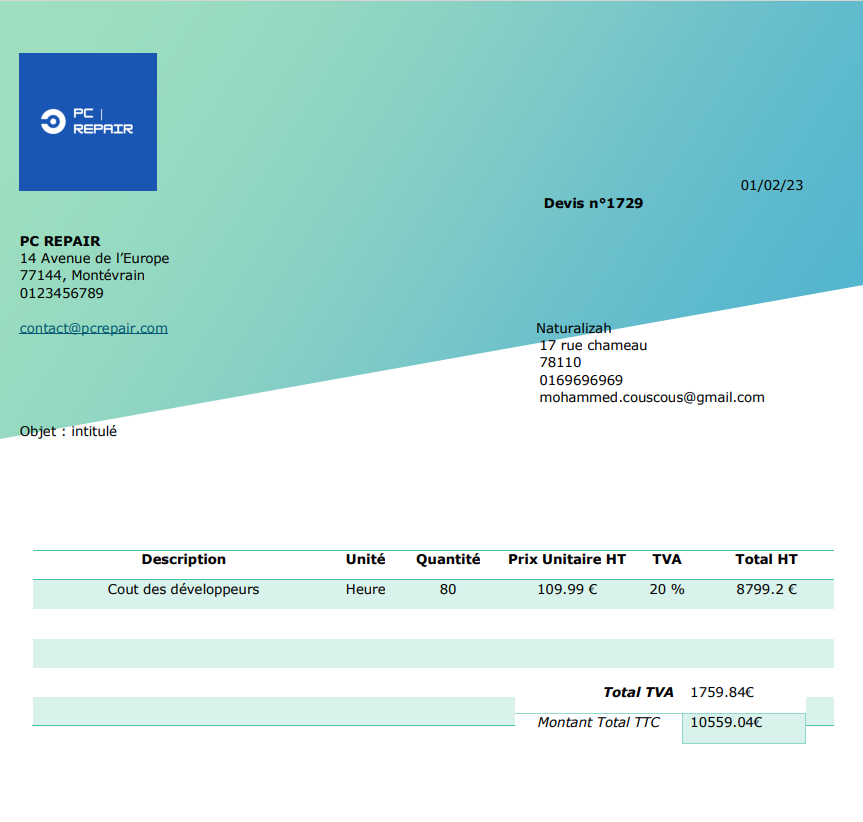 PC |
REPAIR
01/02/23
Devis n°1729
PC REPAIR
14 Avenue de l’Europe
77144, Montévrain
0123456789
contact@pcrepair.com
Naturalizah
17 rue chameau
78110
0169696969
mohammed.couscous@gmail.com
Objet : intitulé
Description Unité Quantité Prix Unitaire HT TVA Total HT
Cout des développeurs Heure 80 109.99 € 20 % 8799.2 €
Total TVA 1759.84€
Montant Total TTC 10559.04€